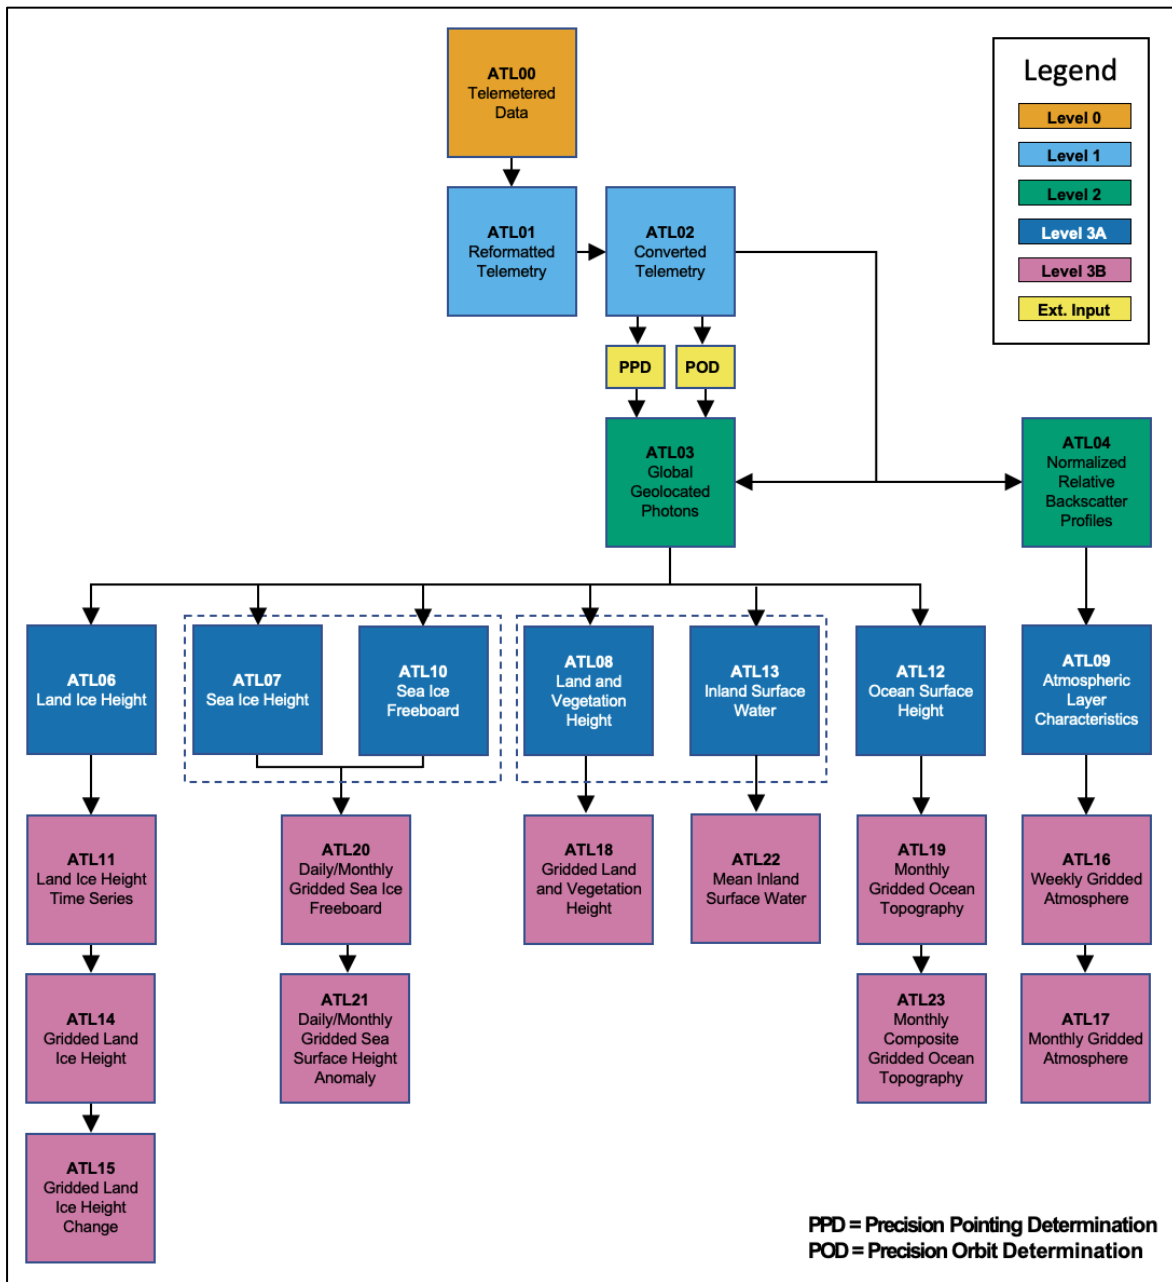 ATL00
Telemetered
Data
Legend
Level 0
Level 1
Level 2
Level 3A
Level 3B
Ext. Input
ATL01
Reformatted
Telemetry
ATL02
Converted
Telemetry
PPD
POD
ATL03
Global
Geolocated
Photons
ATL04
Normalized
Relative
Backscatter
Profiles
ATL06
Land Ice Height
ATL07
Sea Ice Height
ATL10
Sea Ice
Freeboard
ATL08
Land and
Vegetation
Height
ATL13
Inland Surface
Water
ATL12
Ocean Surface
Height
ATL09
Atmospheric
Layer
Characteristics
ATL11
Land Ice Height
Time Series
ATL20
Daily/Monthly
Gridded Sea Ice
Freeboard
ATL18
Gridded Land
and Vegetation
Height
ATL22
Mean Inland
Surface Water
ATL19
Monthly
Gridded Ocean
Topography
ATL16
Weekly Gridded
Atmosphere
ATL14
Gridded Land
Ice Height
ATL21
Daily/Monthly
Gridded Sea
Surface Height
Anomaly
ATL23
Monthly
Composite
Gridded Ocean
Topography
ATL17
Monthly Gridded
Atmosphere
ATL15
Gridded Land
Ice Height
Change
PPD = Precision Pointing Determination
POD = Precision Orbit Determination